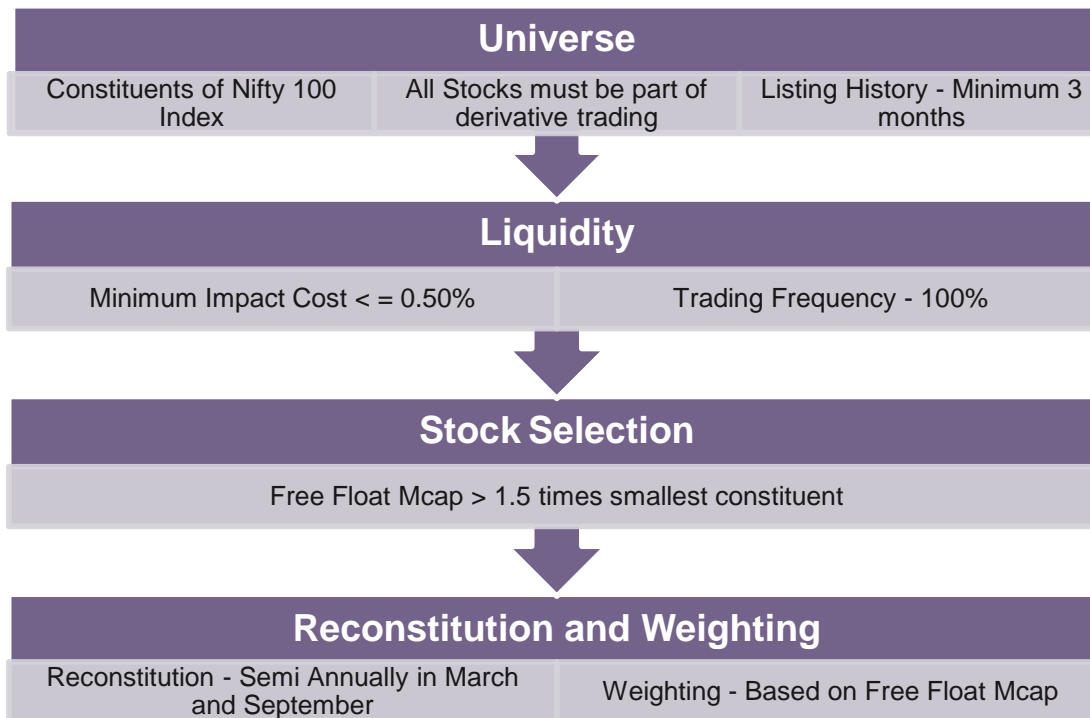 Universe
Constituents of Nifty 100
Index
All Stocks must be part of
derivative trading
Listing History - Minimum 3
months
Liquidity
Minimum Impact Cost < = 0.50%
Trading Frequency - 100%
Stock Selection
Free Float Mcap > 1.5 times smallest constituent
Reconstitution and Weighting
Reconstitution - Semi Annually in March
and September
Weighting - Based on Free Float Mcap